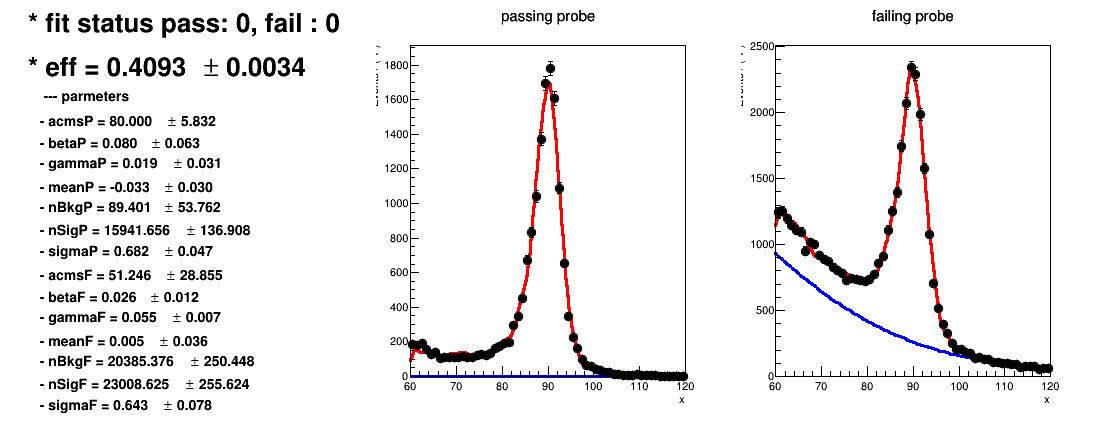 * fit status pass: 0, fail : 0
* eff = 0.4093 ± 0.0034
--- parmeters
- acmsP = 80.000 ± 5.832
- betaP = 0.080 ± 0.063
- gammaP = 0.019 ± 0.031
- meanP = -0.033 ± 0.030
- nBkgP = 89.401 ± 53.762
- nSigP = 15941.656 ± 136.908
- sigmaP = 0.682 ± 0.047
- acmsF = 51.246 ± 28.855
- betaF = 0.026 ± 0.012
- gammaF = 0.055 ± 0.007
- meanF = 0.005 ± 0.036
- nBkgF = 20385.376 ± 250.448
- nSigF = 23008.625 ± 255.624
- sigmaF = 0.643 ± 0.078
passing probe
1800
1600
1400
1200
1000
800
600
400
200
0
60 70 80 90 100 110 120
x
failing probe
2500
2000
1500
1000
500
0
60 70 80 90 100 110 120
x